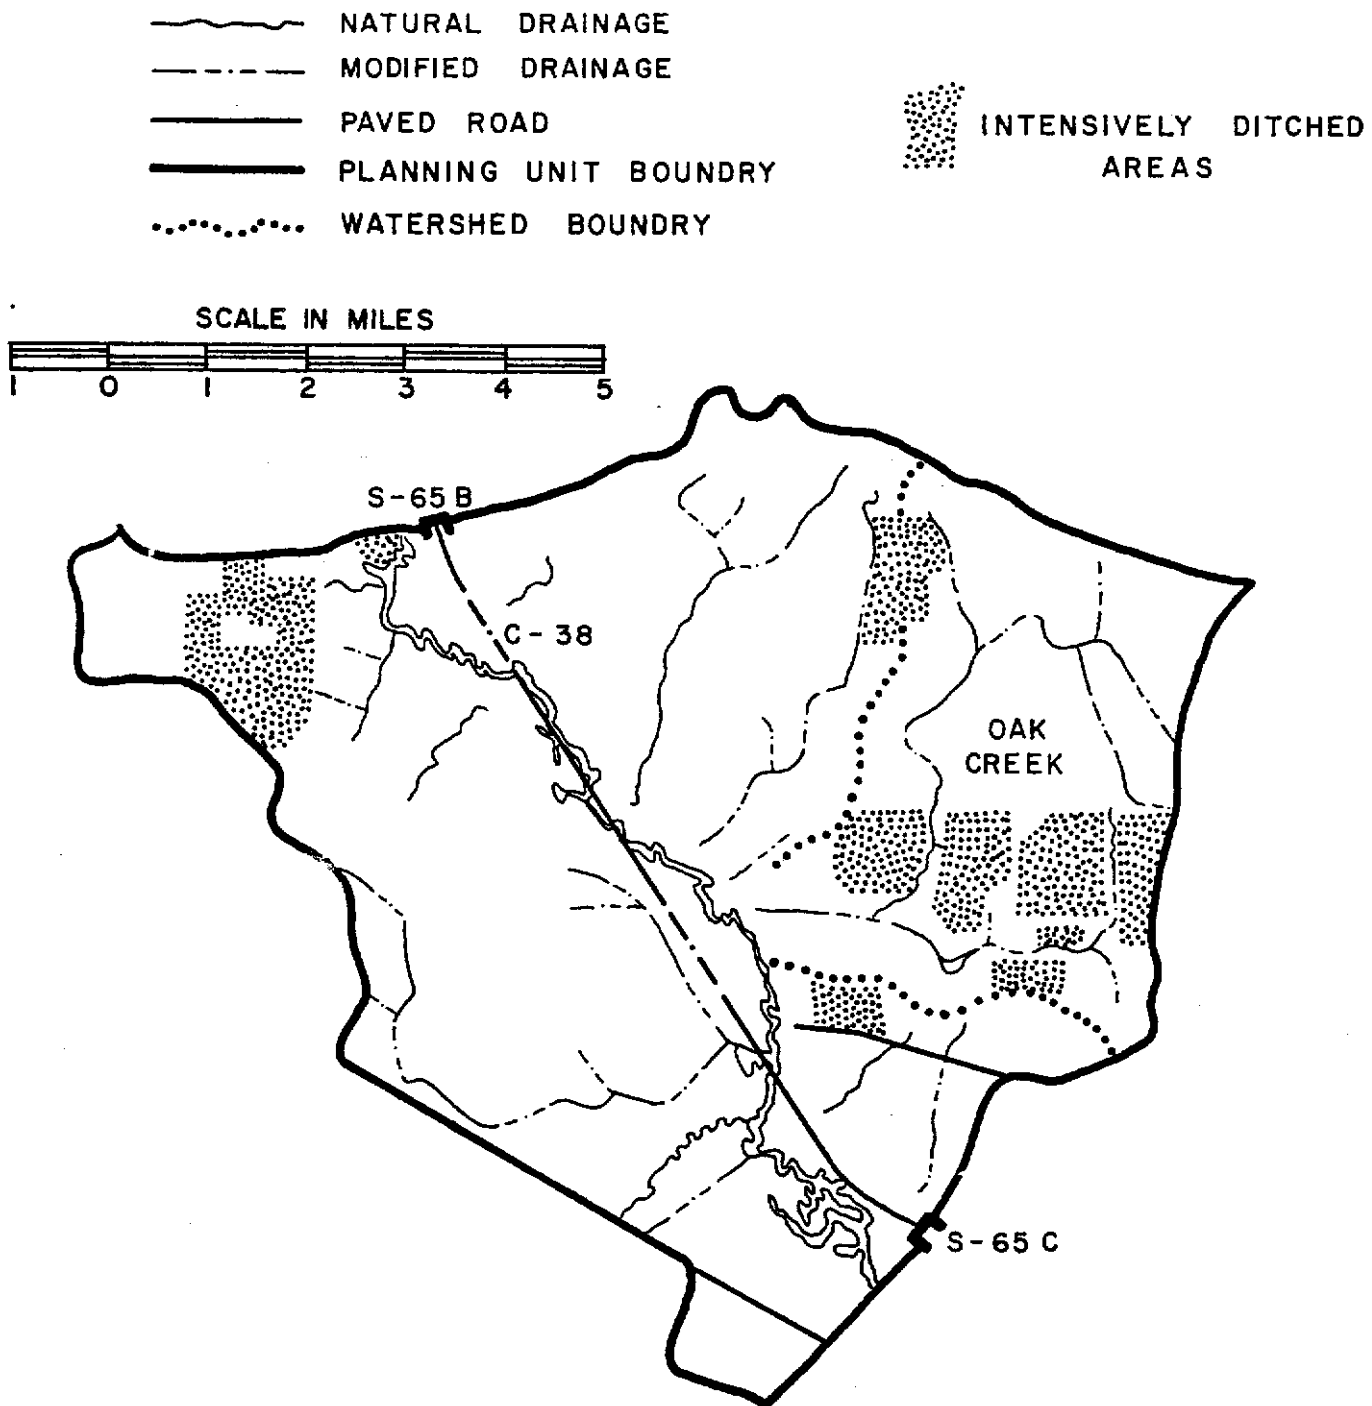 NATURAL DRAINAGE
MODIFIED DRAINAGE
PAVED ROAD
PLANNING UNIT BOUNDRY
WATERSHED BOUNDRY
INTENSIVELY DITCHED
AREAS
SCALE IN MILES
1 0 1 2 3 4 5
S-65 B
C-38
OAK
CREEK
S-65 C